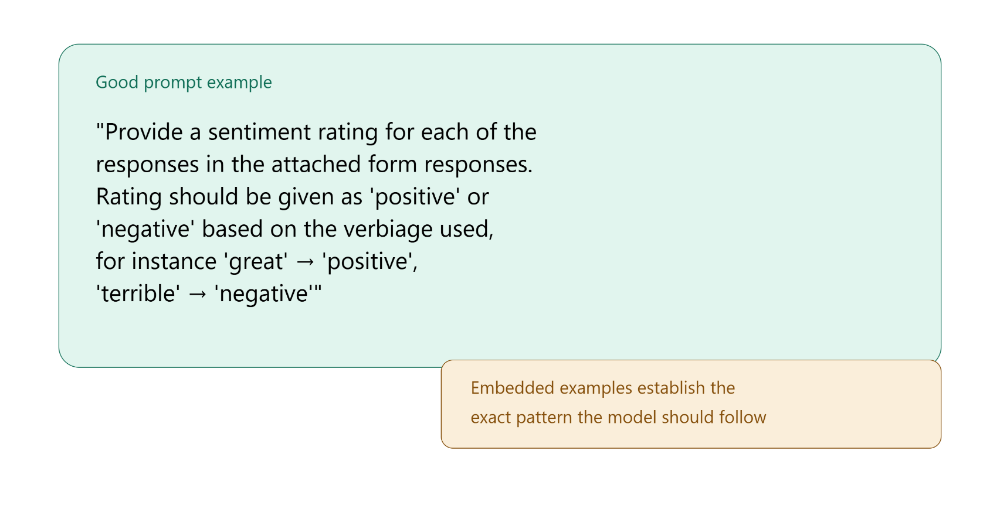 Good prompt example
"Provide a sentiment rating for each of the
responses in the attached form responses.
Rating should be given as 'positive' or
'negative' based on the verbiage used,
for instance 'great' → 'positive',
'terrible' → 'negative'"
Embedded examples establish the
exact pattern the model should follow